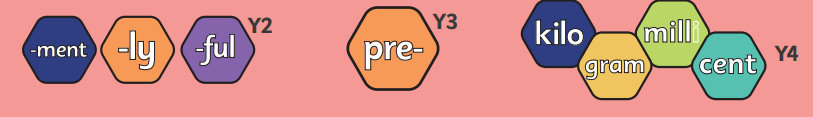 -ment -ly -ful Y2
pre- Y3
kilo gram milli cent Y4